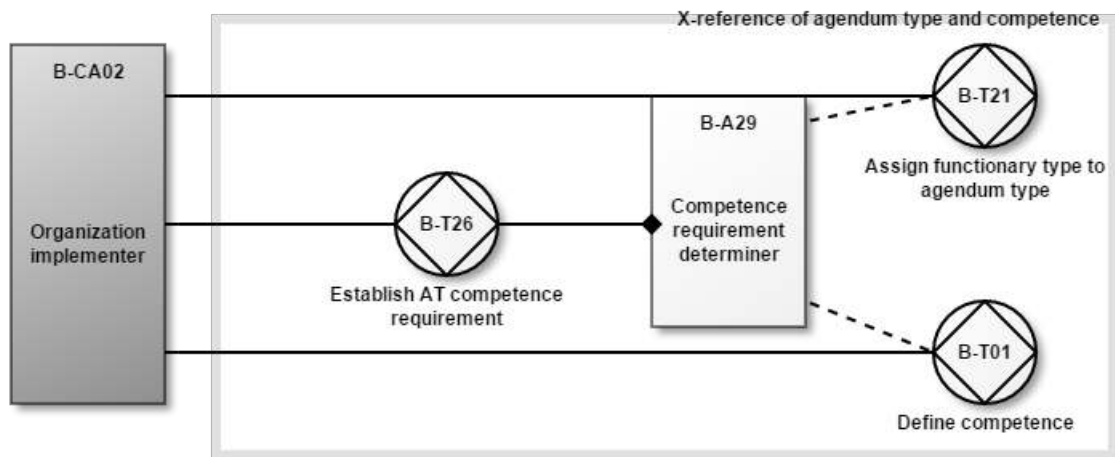 X-reference of agendum type and competence
B-CA02
Organization
implementer
B-T26
Establish AT competence
requirement
B-A29
Competence
requirement
determiner
B-T21
Assign functionary type to
agendum type
B-T01
Define competence